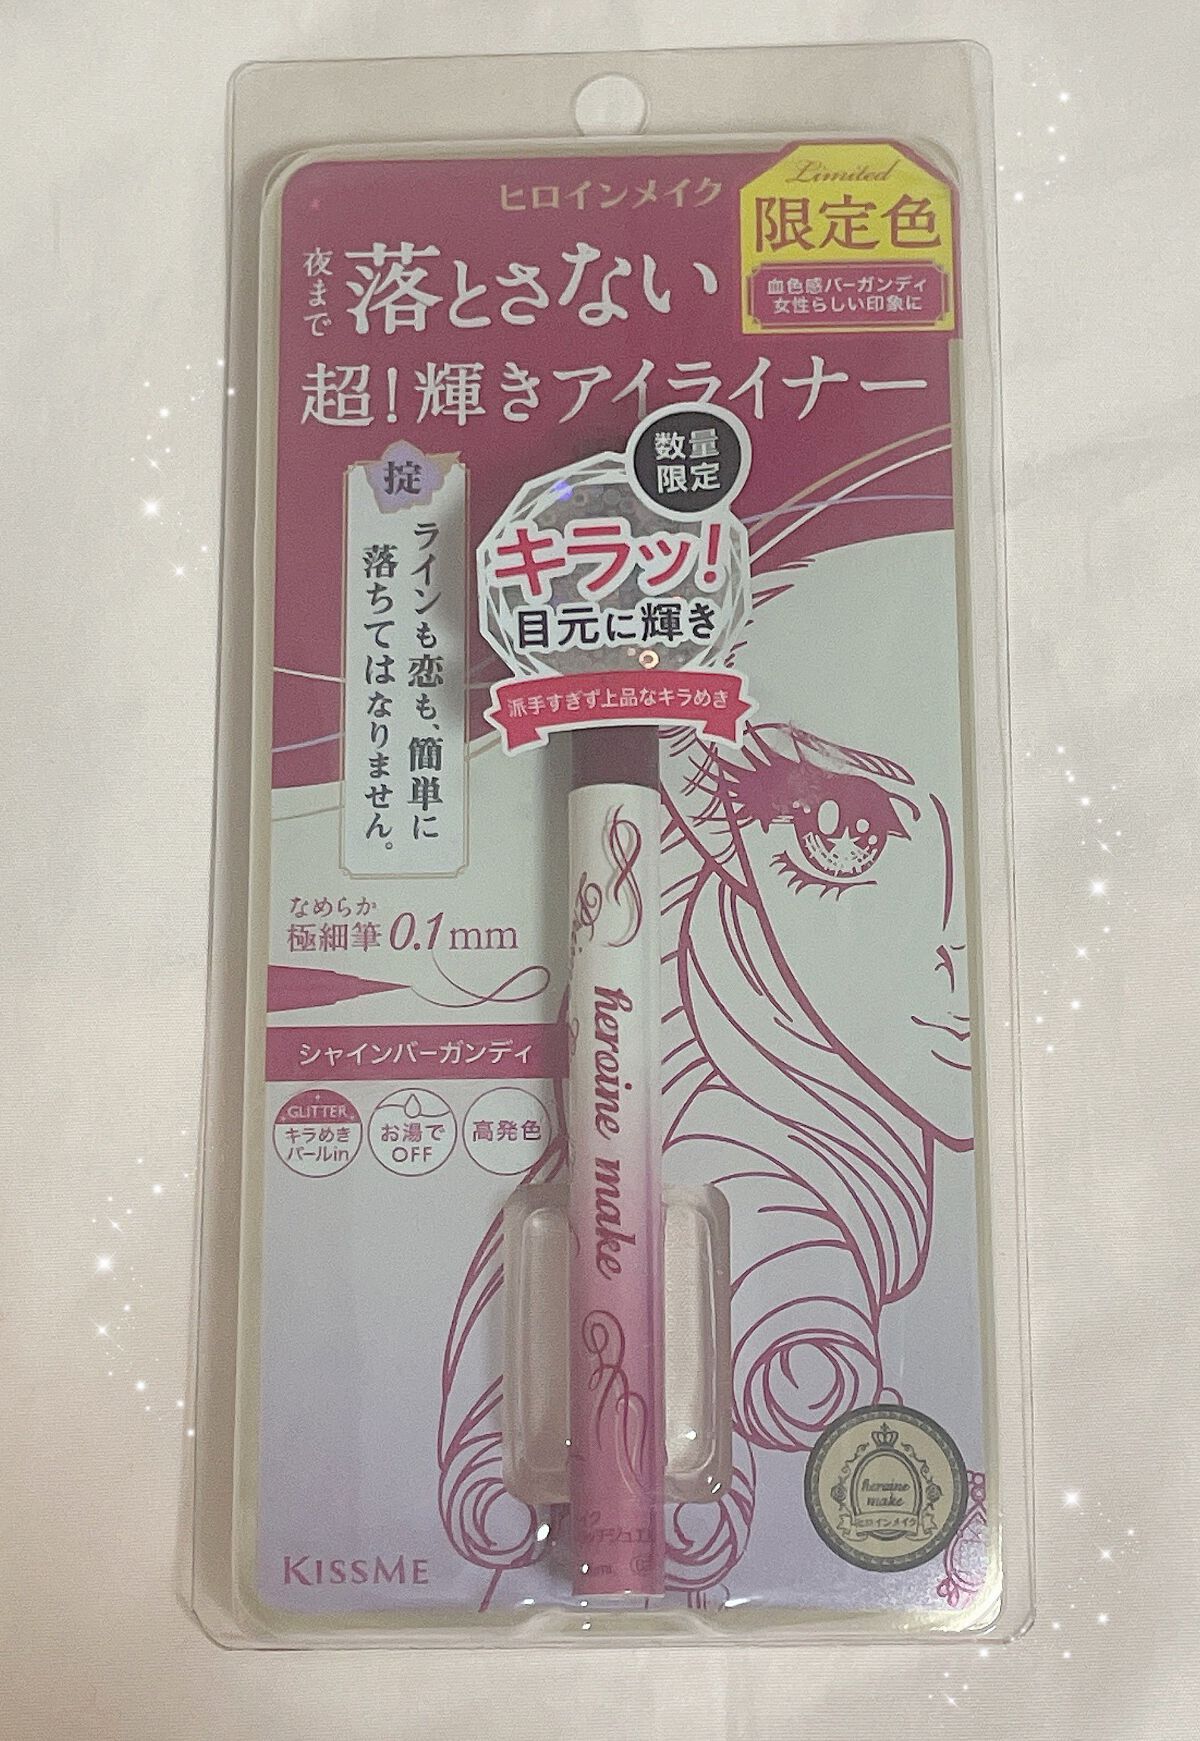 ヒロインメイク
Limited
限定色
血色感バーガンディ
女性らしい印象に
夜まで
落とさない
超!輝きアイライナー
数量
限定
キラッ!
目元に輝き
派手すぎず上品なキラめき
掟
ラインも恋も、簡単に
落ちてはなりません。
なめらか
極細筆 0.1mm
シャインバーガンディ
GLITTER
キラめき
パールin
お湯で
OFF
高発色
heroine make
heroine
make
ヒロインメイク
KISSME